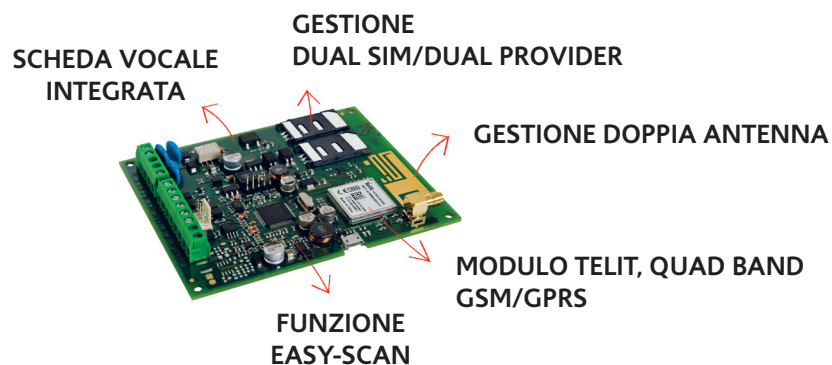 GESTIONE
DUAL SIM/DUAL PROVIDER
SCHEDA VOCALE
INTEGRATA
GESTIONE DOPPIA ANTENNA
MODULO TELIT, QUAD BAND
GSM/GPRS
FUNZIONE
EASY-SCAN